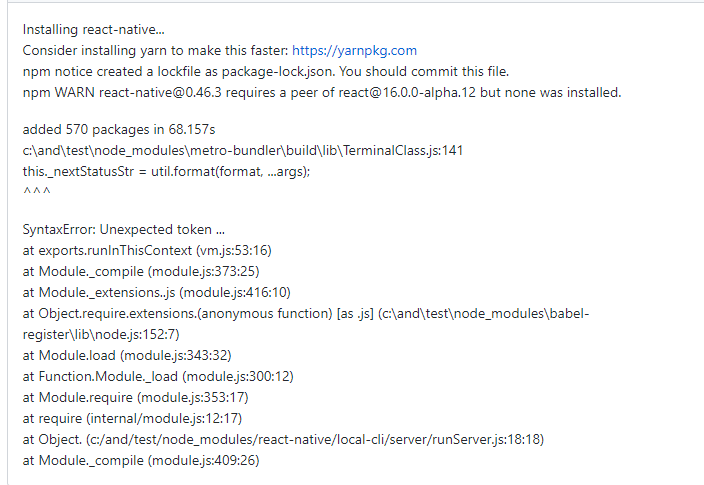 Installing react-native...
Consider installing yarn to make this faster: https://yarnpkg.com
npm notice created a lockfile as package-lock.json. You should commit this file.
npm WARN react-native@0.46.3 requires a peer of react@16.0.0-alpha.12 but none was installed.
added 570 packages in 68.157s
c:\and\test\node_modules\metro-bundler\build\lib\TerminalClass.js:141
this._nextStatusStr = util.format(format, ...args);
^^^
SyntaxError: Unexpected token ...
at exports.runInThisContext (vm.js:53:16)
at Module._compile (module.js:373:25)
at Module._extensions..js (module.js:416:10)
at Object.require.extensions.(anonymous function) [as .js] (c:\and\test\node_modules\babel-
register\lib\node.js:152:7)
at Module.load (module.js:343:32)
at Function.Module._load (module.js:300:12)
at Module.require (module.js:353:17)
at require (internal/module.js:12:17)
at Object. (c:/and/test/node_modules/react-native/local-cli/server/runServer.js:18:18)
at Module._compile (module.js:409:26)